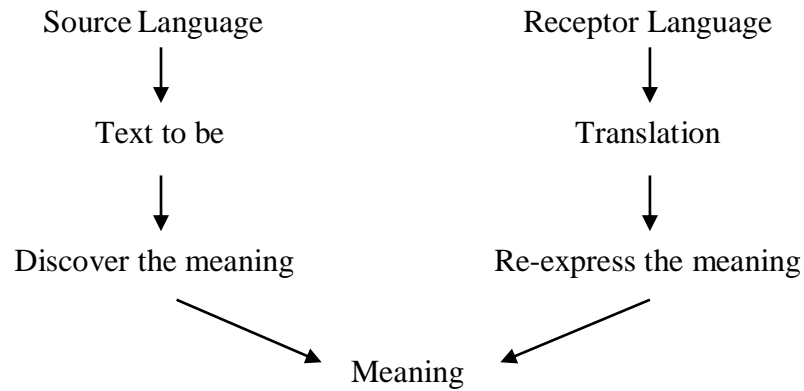 Source Language Receptor Language
Text to be Translation
Discover the meaning Re-express the meaning
Meaning